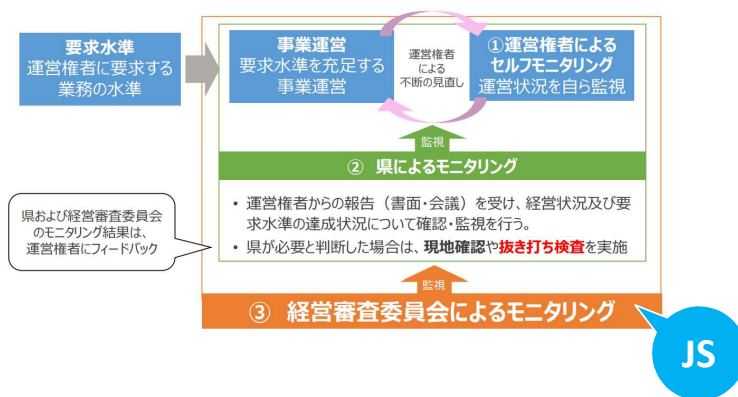 要求水準
運営権者に要求する
業務の水準
事業運営
要求水準を充足する
事業運営
運営権者
による
不断の見直し
①運営権者による
セルフモニタリング
運営状況を自ら監視
監視
② 県によるモニタリング
• 運営権者からの報告（書面・会議）を受け、経営状況及び要
求水準の達成状況について確認・監視を行う。
• 県が必要と判断した場合は、現地確認や抜き打ち検査を実施
県および経営審査委員会
のモニタリング結果は、
運営権者にフィードバック
監視
③ 経営審査委員会によるモニタリング
JS